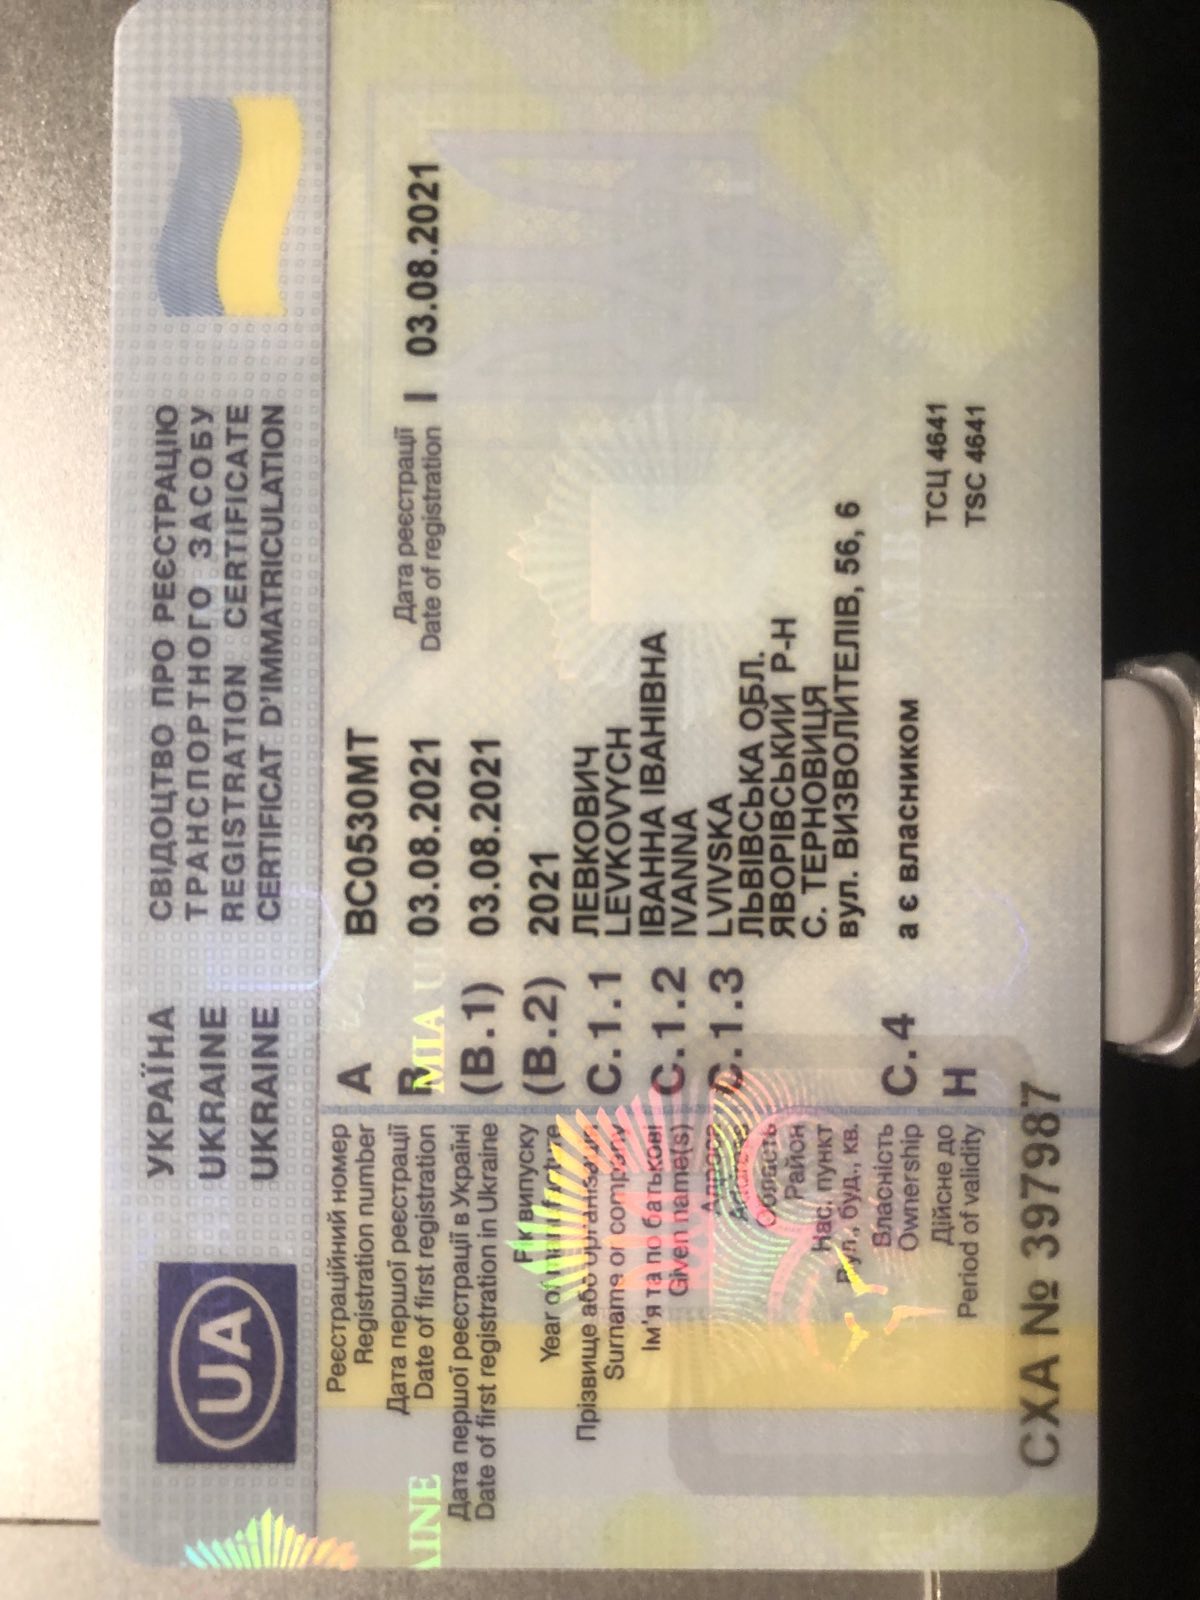 UA
УКРАЇНА СВІДОЦТВО ПРО РЕЄСТРАЦІЮ
ТРАНСПОРТНОГО ЗАСОБУ
UKRAINE REGISTRATION CERTIFICATE
UKRAINE CERTIFICAT D'IMMATRICULATION
Реєстраційний номер
Registration number A BC0530MT
Дата першої реєстрації Дата реєстрації
Date of first registration B 03.08.2021 Date of registration I 03.08.2021
AINE MIA U
Дата першої реєстрації в Україні
Date of first registration in Ukraine (B.1) 03.08.2021
Рік випуску
Year of manufacture (B.2) 2021
Прізвище або організація C.1.1 ЛЕВКОВИЧ
Surname or company LEVKOVYCH
Ім'я та по батькові C.1.2 ІВАННА ІВАНІВНА
Given name(s) IVANNA
Адреса C.1.3 LVIVSKA
Address ЛЬВІВСЬКА ОБЛ.
Область ЯВОРІВСЬКИЙ Р-Н
Район С. ТЕРНОВИЦЯ
Нас. пункт вул. ВИЗВОЛИТЕЛІВ, 56, 6
Вул., буд., кв.
Власність
Ownership C.4 а є власником
Дійсне до ТСЦ 4641
Period of validity H TSC 4641
СХА № 397987